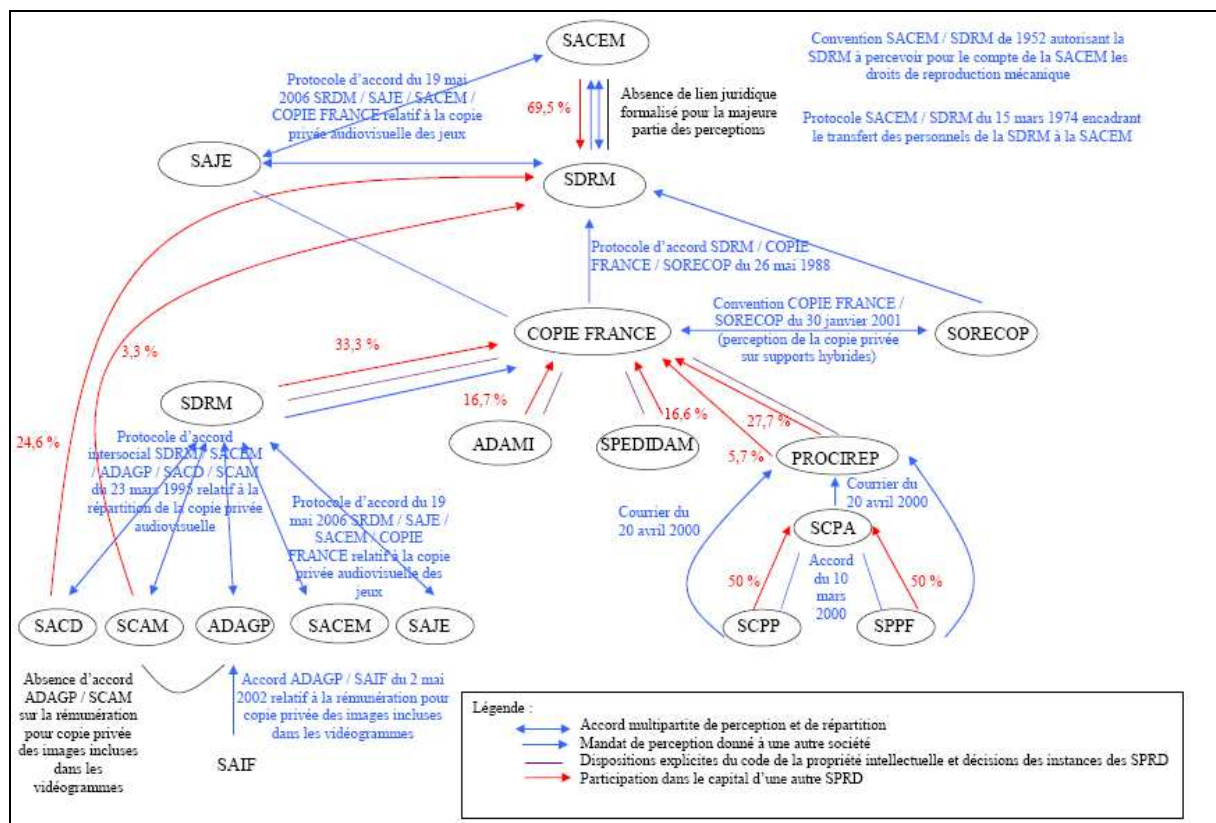 SACEM
Convention SACEM / SDRM de 1952 autorisant la
SDRM à percevoir pour le compte de la SACEM les
droits de reproduction mécanique
Protocole d'accord du 19 mai
2006 SRDM / SAJE / SACEM /
COPIE FRANCE relatif à la copie
privée audiovisuelle des jeux
69,5 %
Absence de lien juridique
formalisé pour la majeure
partie des perceptions
Protocole SACEM / SDRM du 15 mars 1974 encadrant
le transfert des personnels de la SDRM à la SACEM
SAJE
SDRM
Protocole d'accord SDRM / COPIE
FRANCE / SORECOP du 26 mai 1988
COPIE FRANCE
Convention COPIE FRANCE /
SORECOP du 30 janvier 2001
(perception de la copie privée
sur supports hybrides)
SORECOP
3,3 %
33,3 %
SDRM
16,7 %
ADAMI
16,6 %
SPEDIDAM
27,7 %
5,7 %
PROCIREP
24,6 %
Protocole d'accord
intersocial SDRM / SACEM
/ ADAGP / SACD / SCAM
du 23 mars 1995 relatif à la
répartition de la copie privée
audiovisuelle
Protocole d'accord du 19
mai 2006 SRDM / SAJE /
SACEM / COPIE
FRANCE relatif à la copie
privée audiovisuelle des
jeux
Courrier du
20 avril 2000
Courrier du
20 avril 2000
SCPA
50 %
Accord
du 10
mars
2000
50 %
SCPP
SPPF
SACD
SCAM
ADAGP
SACEM
SAJE
Absence d'accord
ADAGP / SCAM
sur la rémunération
pour copie privée
des images incluses
dans les
vidéogrammes
Accord ADAGP / SAIF du 2 mai
2002 relatif à la rémunération pour
copie privée des images incluses
dans les vidéogrammes
SAIF
Légende :
Accord multipartite de perception et de répartition
Mandat de perception donné à une autre société
Dispositions explicites du code de la propriété intellectuelle et décisions des instances des SPRD
Participation dans le capital d'une autre SPRD